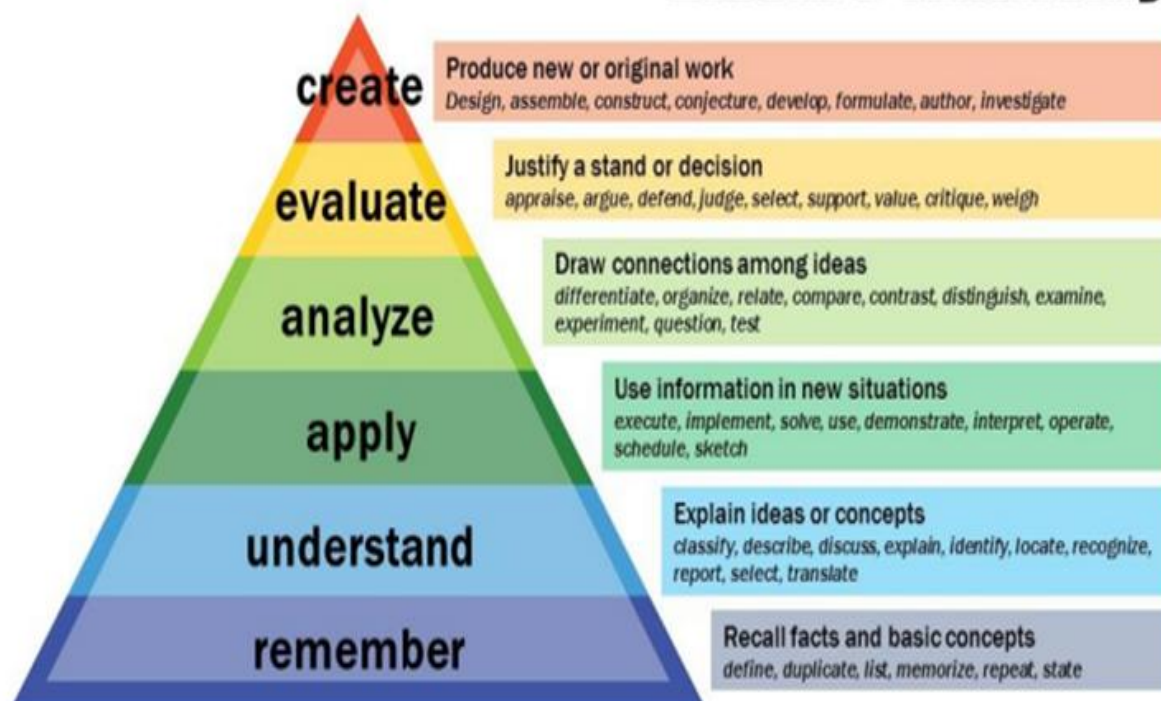 create
Produce new or original work
Design, assemble, construct, conjecture, develop, formulate, author, investigate
evaluate
Justify a stand or decision
appraise, argue, defend, judge, select, support, value, critique, weigh
analyze
Draw connections among ideas
differentiate, organize, relate, compare, contrast, distinguish, examine,
experiment, question, test
apply
Use information in new situations
execute, implement, solve, use, demonstrate, interpret, operate,
schedule, sketch
understand
Explain ideas or concepts
classify, describe, discuss, explain, identify, locate, recognize,
report, select, translate
remember
Recall facts and basic concepts
define, duplicate, list, memorize, repeat, state